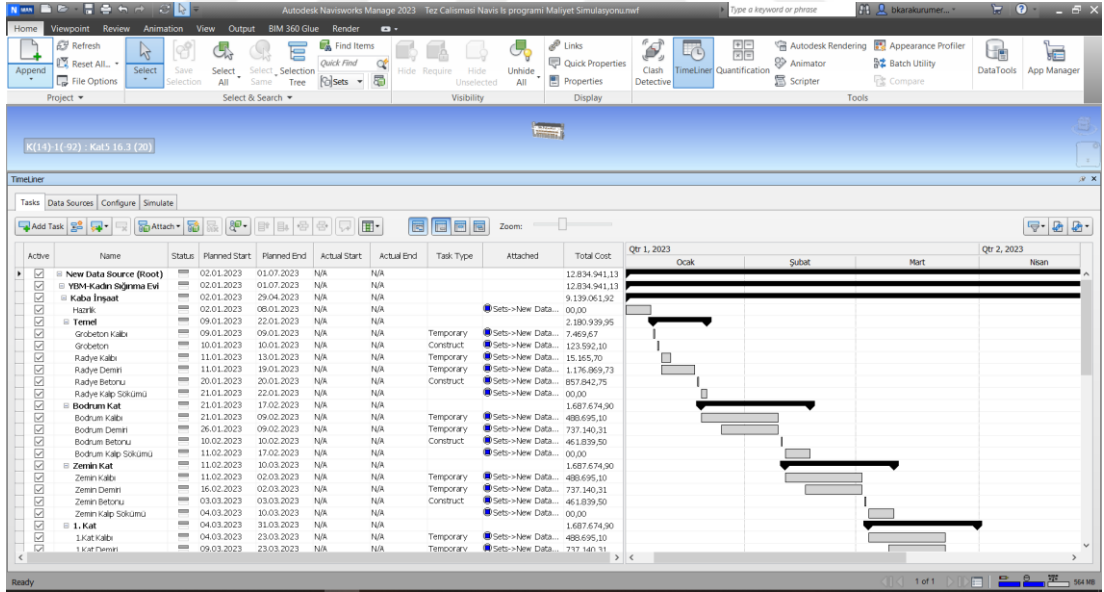 N MAN Autodesk Navisworks Manage 2023 Tez Calismasi Navis Is programi Maliyet Simulasyonu.nwf Type a keyword or phrase bkarakurumer...
Home Viewpoint Review Animation View Output BIM 360 Glue Render
Append Refresh Reset All... File Options Select Save Selection Select All Select Same Selection Tree Find Items Quick Find Sets Hide Require Hide Unselected Unhide All Links Quick Properties Properties Clash Detective TimeLiner Quantification Autodesk Rendering Animator Scripter Appearance Profiler Batch Utility Compare DataTools App Manager
Project Select & Search Visibility Display Tools
K(14)-1(-92) : Kat5 16.3 (20)
TimeLiner
Tasks Data Sources Configure Simulate
Add Task Attach Zoom:
Active Name Status Planned Start Planned End Actual Start Actual End Task Type Attached Total Cost Qtr 1, 2023 Qtr 2, 2023
Ocak Şubat Mart Nisan
New Data Source (Root) 02.01.2023 01.07.2023 N/A N/A 12.834.941,13
YBM-Kadın Sığınma Evi 02.01.2023 01.07.2023 N/A N/A 12.834.941,13
Kaba İnşaat 02.01.2023 29.04.2023 N/A N/A 9.139.061,92
Hazırlık 02.01.2023 08.01.2023 N/A N/A Sets->New Data... 00,00
Temel 09.01.2023 22.01.2023 N/A N/A 2.180.939,95
Grobeton Kalıbı 09.01.2023 09.01.2023 N/A N/A Temporary Sets->New Data... 7.469,67
Grobeton 10.01.2023 10.01.2023 N/A N/A Construct Sets->New Data... 123.592,10
Radye Kalıbı 11.01.2023 13.01.2023 N/A N/A Temporary Sets->New Data... 15.165,70
Radye Demiri 11.01.2023 19.01.2023 N/A N/A Temporary Sets->New Data... 1.176.869,73
Radye Betonu 20.01.2023 20.01.2023 N/A N/A Construct Sets->New Data... 857.842,75
Radye Kalıp Sökümü 21.01.2023 22.01.2023 N/A N/A Sets->New Data... 00,00
Bodrum Kat 21.01.2023 17.02.2023 N/A N/A 1.687.674,90
Bodrum Kalıbı 21.01.2023 09.02.2023 N/A N/A Temporary Sets->New Data... 488.695,10
Bodrum Demiri 26.01.2023 09.02.2023 N/A N/A Temporary Sets->New Data... 737.140,31
Bodrum Betonu 10.02.2023 10.02.2023 N/A N/A Construct Sets->New Data... 461.839,50
Bodrum Kalıp Sökümü 11.02.2023 17.02.2023 N/A N/A Sets->New Data... 00,00
Zemin Kat 11.02.2023 10.03.2023 N/A N/A 1.687.674,90
Zemin Kalıbı 11.02.2023 02.03.2023 N/A N/A Temporary Sets->New Data... 488.695,10
Zemin Demiri 16.02.2023 02.03.2023 N/A N/A Temporary Sets->New Data... 737.140,31
Zemin Betonu 03.03.2023 03.03.2023 N/A N/A Construct Sets->New Data... 461.839,50
Zemin Kalıp Sökümü 04.03.2023 10.03.2023 N/A N/A Sets->New Data... 00,00
1. Kat 04.03.2023 31.03.2023 N/A N/A 1.687.674,90
1.Kat Kalıbı 04.03.2023 23.03.2023 N/A N/A Temporary Sets->New Data... 488.695,10
1.Kat Demiri 09.03.2023 23.03.2023 N/A N/A Temporary Sets->New Data... 737.140,31
Ready 1 of 1 564 MB